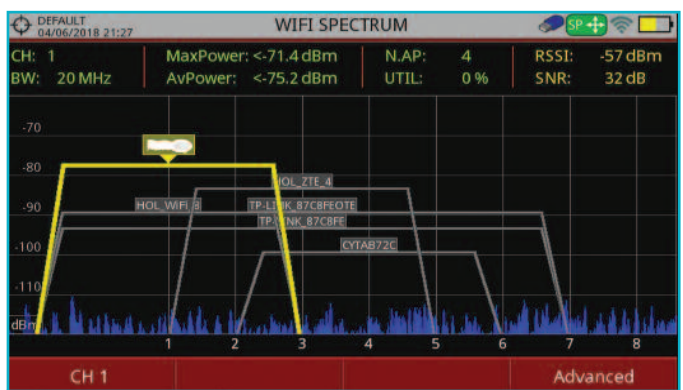 DEFAULT
04/06/2018 21:27
WIFI SPECTRUM
SP
CH: 1
MaxPower: <-71.4 dBm
N.AP: 4
RSSI: -57 dBm
BW: 20 MHz
AvPower: <-75.2 dBm
UTIL: 0 %
SNR: 32 dB
-70
-80
HOL_ZTE_4
-90
HOL_WiFi_8
TP-LINK_87C8FEOTE
TP-LINK_87C8FE
-100
CYTAB72C
-110
dBm
1 2 3 4 5 6 7 8
CH 1
Advanced